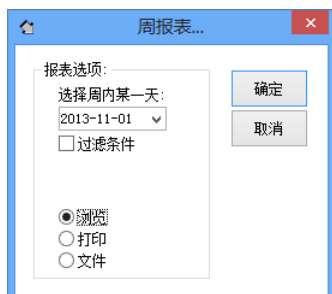 周报表...
报表选项:
选择周内某一天:
2013-11-01
过滤条件
浏览
打印
文件
确定
取消